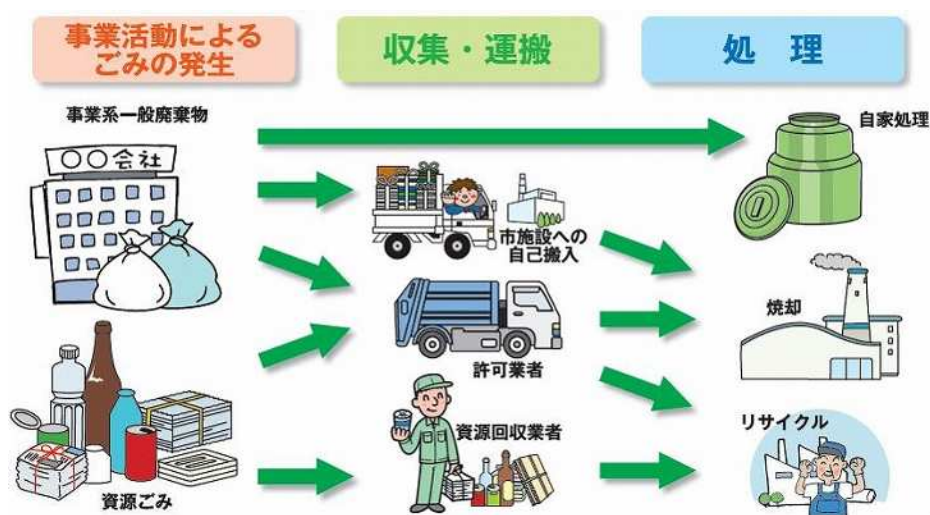 事業活動による
ごみの発生
収集・運搬
処　理
事業系一般廃棄物
〇〇会社
自家処理
市施設への
自己搬入
焼却
許可業者
資源回収業者
リサイクル
資源ごみ